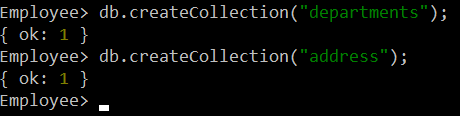 Employee> db.createCollection("departments");
{ ok: 1 }
Employee> db.createCollection("address");
{ ok: 1 }
Employee>